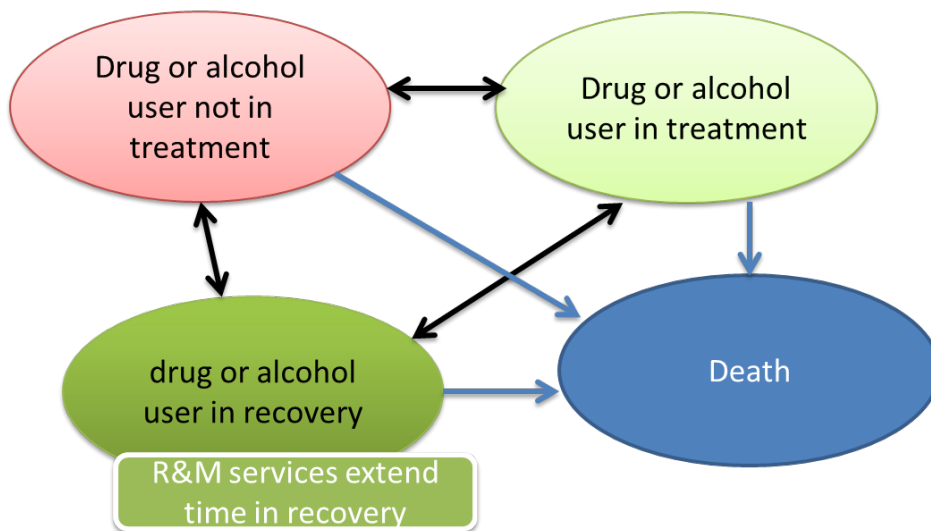 Drug or alcohol
user not in
treatment
Drug or alcohol
user in treatment
drug or alcohol
user in recovery
Death
R&M services extend
time in recovery